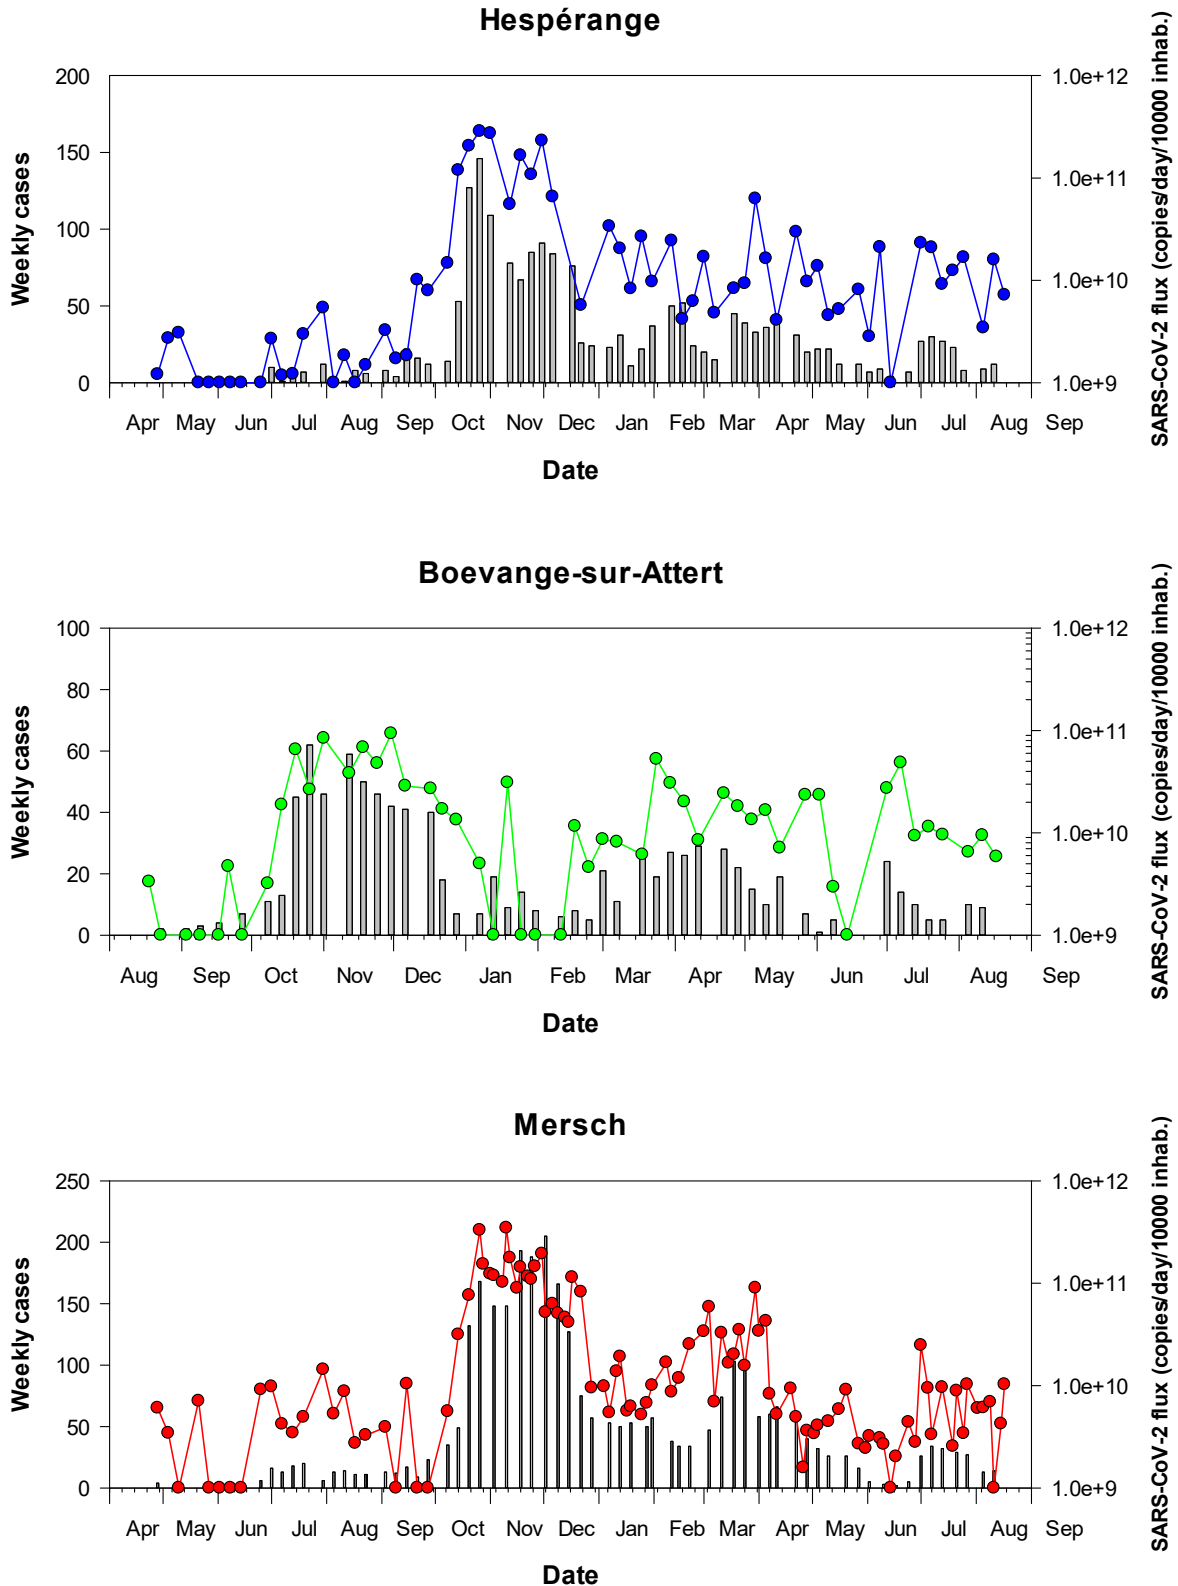 Hespérange
200
150
100
50
0
Weekly cases
1.0e+12
1.0e+11
1.0e+10
1.0e+9
SARS-CoV-2 flux (copies/day/10000 inhab.)
Apr May Jun Jul Aug Sep Oct Nov Dec Jan Feb Mar Apr May Jun Jul Aug Sep
Date
Boevange-sur-Attert
100
80
60
40
20
0
Weekly cases
1.0e+12
1.0e+11
1.0e+10
1.0e+9
SARS-CoV-2 flux (copies/day/10000 inhab.)
Aug Sep Oct Nov Dec Jan Feb Mar Apr May Jun Jul Aug Sep
Date
Mersch
250
200
150
100
50
0
Weekly cases
1.0e+12
1.0e+11
1.0e+10
1.0e+9
SARS-CoV-2 flux (copies/day/10000 inhab.)
Apr May Jun Jul Aug Sep Oct Nov Dec Jan Feb Mar Apr May Jun Jul Aug Sep
Date